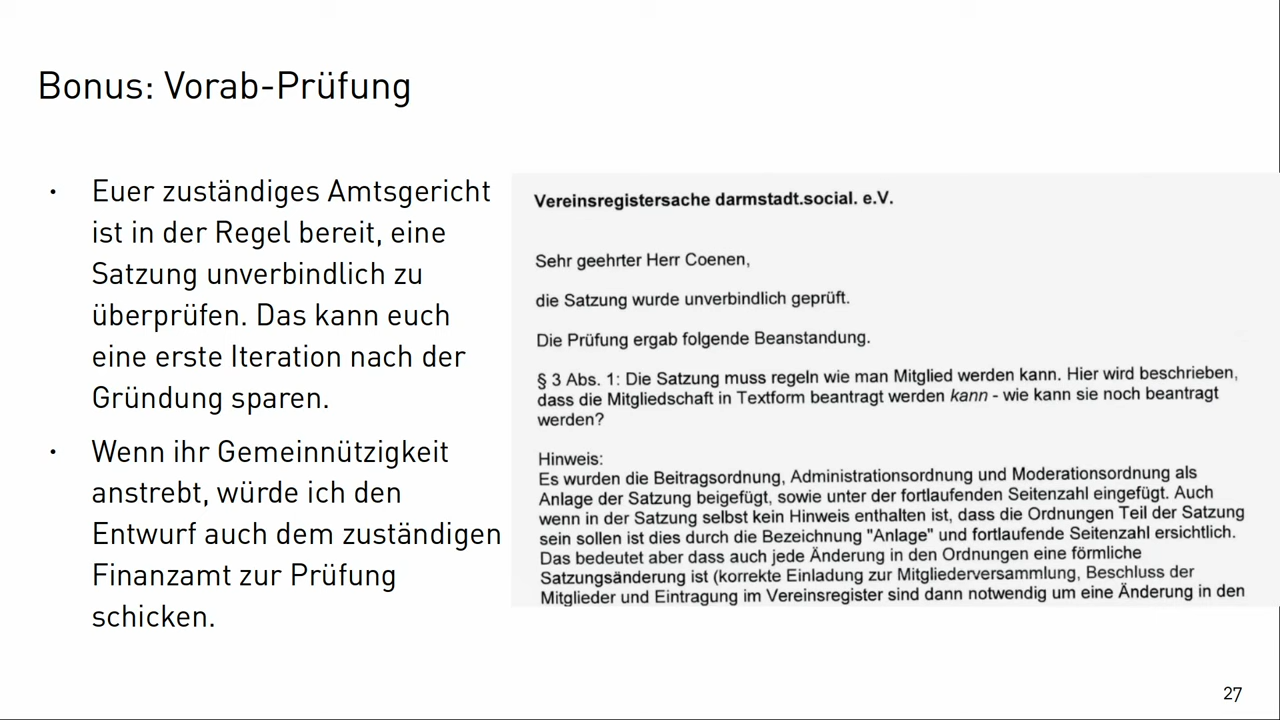 Bonus: Vorab-Prüfung
• Euer zuständiges Amtsgericht
ist in der Regel bereit, eine
Satzung unverbindlich zu
überprüfen. Das kann euch
eine erste Iteration nach der
Gründung sparen.
• Wenn ihr Gemeinnützigkeit
anstrebt, würde ich den
Entwurf auch dem zuständigen
Finanzamt zur Prüfung
schicken.
Vereinsregistersache darmstadt.social. e.V.
Sehr geehrter Herr Coenen,
die Satzung wurde unverbindlich geprüft.
Die Prüfung ergab folgende Beanstandung.
§ 3 Abs. 1: Die Satzung muss regeln wie man Mitglied werden kann. Hier wird beschrieben,
dass die Mitgliedschaft in Textform beantragt werden kann - wie kann sie noch beantragt
werden?
Hinweis:
Es wurden die Beitragsordnung, Administrationsordnung und Moderationsordnung als
Anlage der Satzung beigefügt, sowie unter der fortlaufenden Seitenzahl eingefügt. Auch
wenn in der Satzung selbst kein Hinweis enthalten ist, dass die Ordnungen Teil der Satzung
sein sollen ist dies durch die Bezeichnung "Anlage" und fortlaufende Seitenzahl ersichtlich.
Das bedeutet aber dass auch jede Änderung in den Ordnungen eine förmliche
Satzungsänderung ist (korrekte Einladung zur Mitgliederversammlung, Beschluss der
Mitglieder und Eintragung im Vereinsregister sind dann notwendig um eine Änderung in den
27